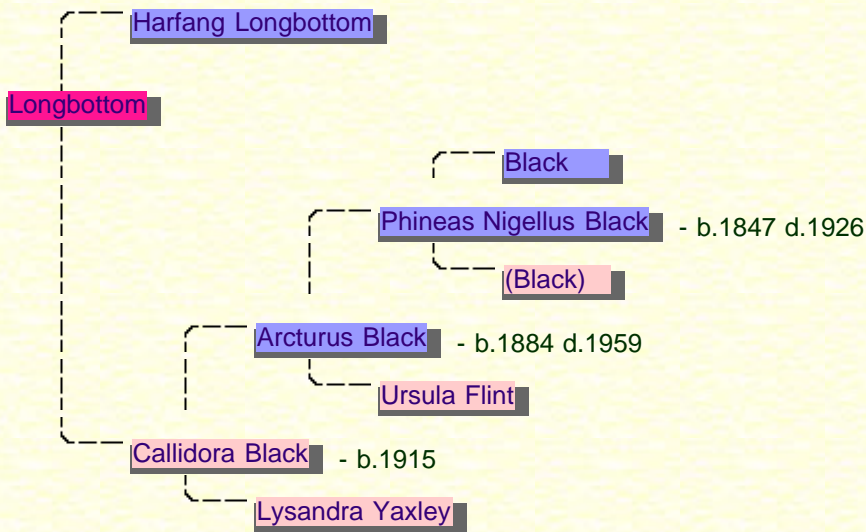 Harfang Longbottom
Longbottom
Black
Phineas Nigellus Black - b.1847 d.1926
(Black)
Arcturus Black - b.1884 d.1959
Ursula Flint
Callidora Black - b.1915
Lysandra Yaxley